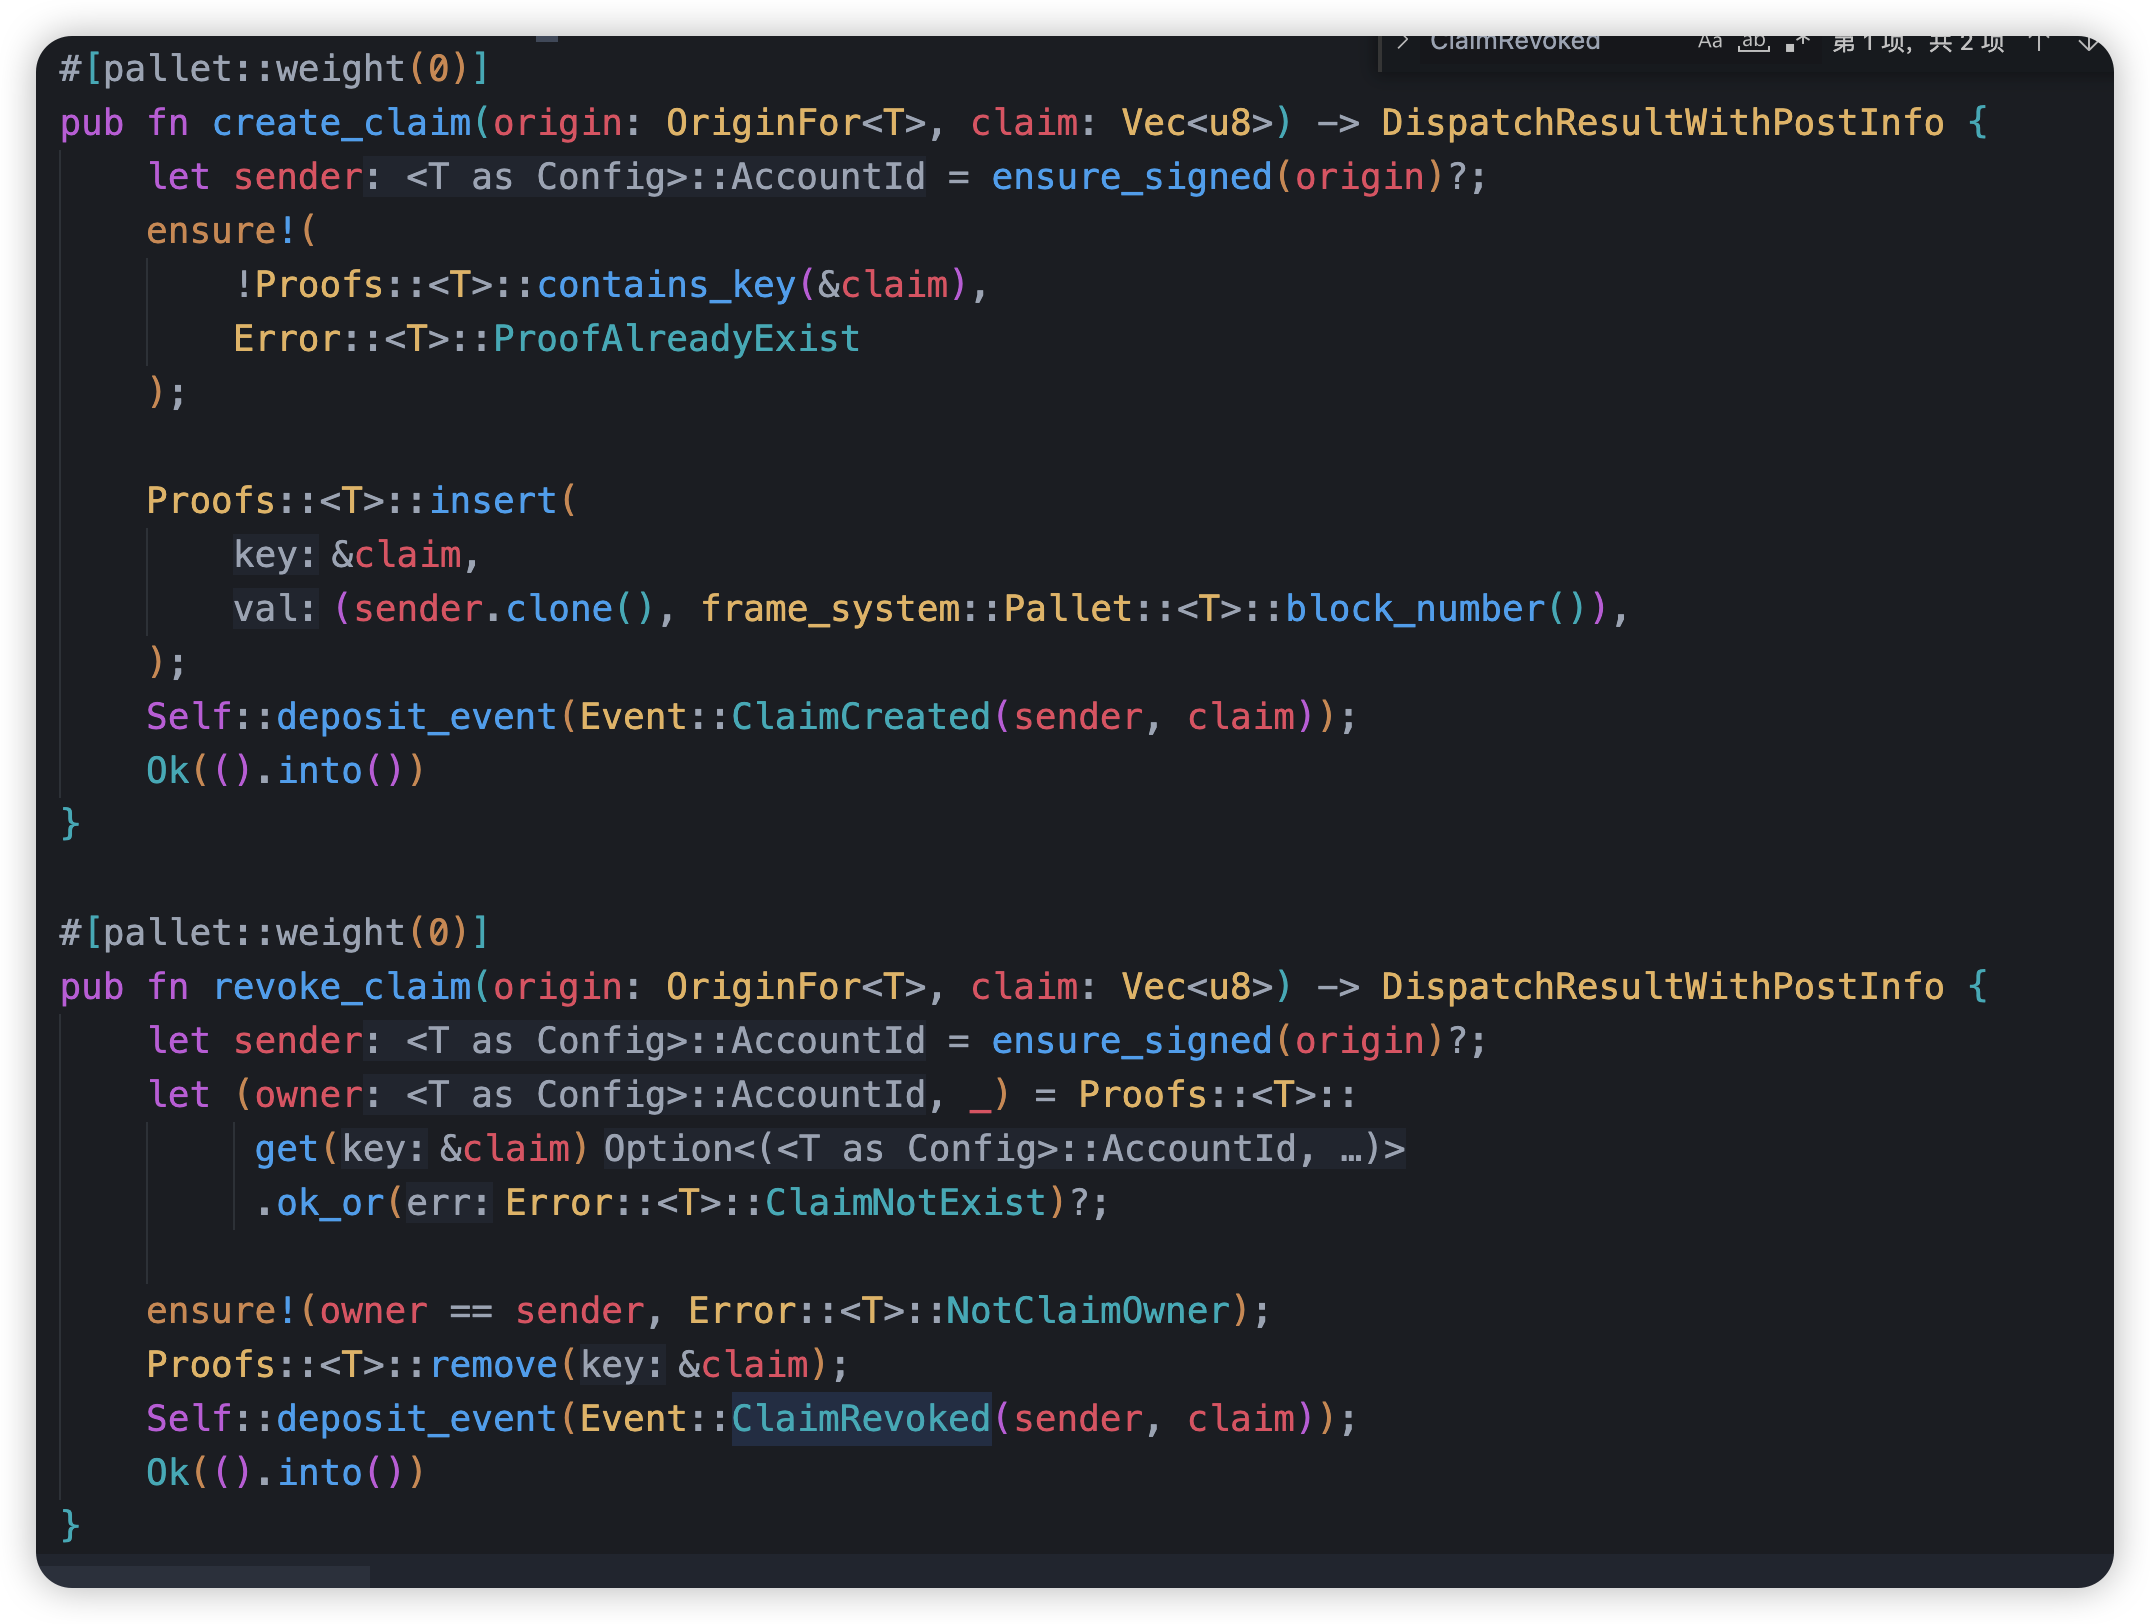 ClaimRevoked Aa ab .* 第 1 项, 共 2 项 ↑ ↓
#[pallet::weight(0)]
pub fn create_claim(origin: OriginFor<T>, claim: Vec<u8>) -> DispatchResultWithPostInfo {
    let sender: <T as Config>::AccountId = ensure_signed(origin)?;
    ensure!(
        !Proofs::<T>::contains_key(&claim),
        Error::<T>::ProofAlreadyExist
    );

    Proofs::<T>::insert(
        key: &claim,
        val: (sender.clone(), frame_system::Pallet::<T>::block_number()),
    );
    Self::deposit_event(Event::ClaimCreated(sender, claim));
    Ok(().into())
}

#[pallet::weight(0)]
pub fn revoke_claim(origin: OriginFor<T>, claim: Vec<u8>) -> DispatchResultWithPostInfo {
    let sender: <T as Config>::AccountId = ensure_signed(origin)?;
    let (owner: <T as Config>::AccountId, _) = Proofs::<T>::
         get(key: &claim) Option<(<T as Config>::AccountId, …)>
         .ok_or(err: Error::<T>::ClaimNotExist)?;

    ensure!(owner == sender, Error::<T>::NotClaimOwner);
    Proofs::<T>::remove(key: &claim);
    Self::deposit_event(Event::ClaimRevoked(sender, claim));
    Ok(().into())
}